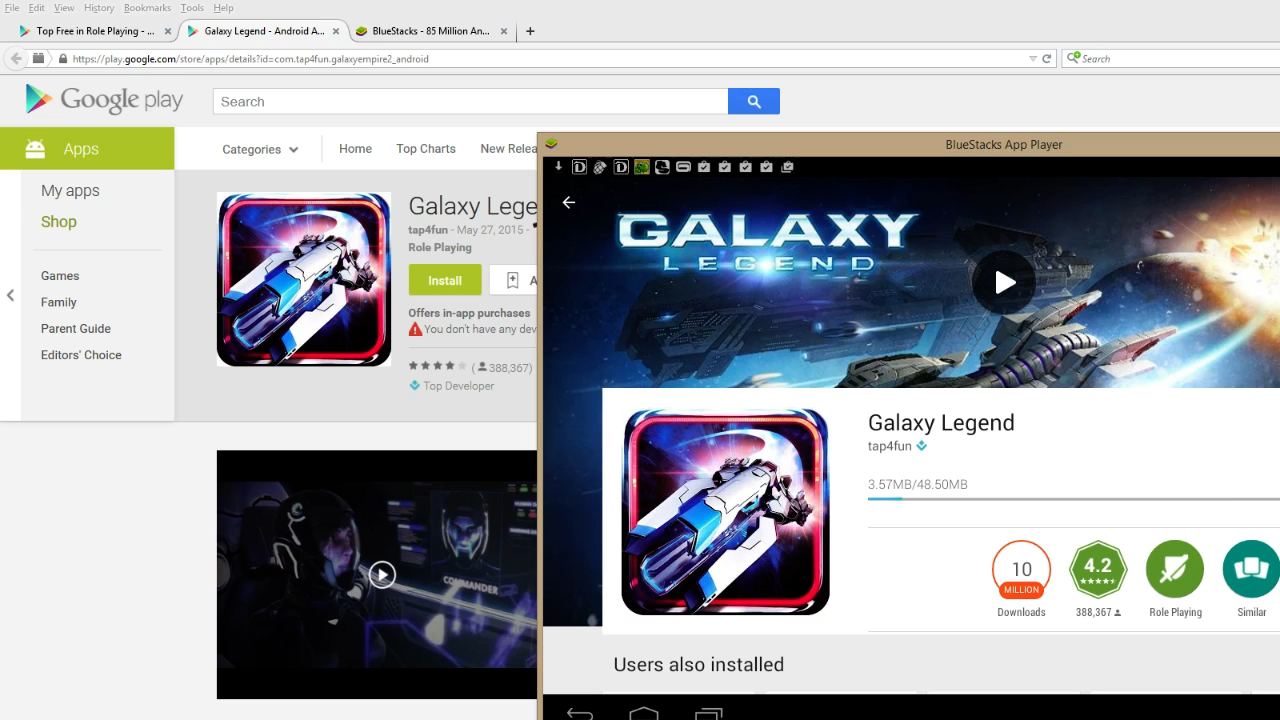 File Edit View History Bookmarks Tools Help
Top Free in Role Playing - ... × Galaxy Legend - Android A... × BlueStacks - 85 Million An... × +
https://play.google.com/store/apps/details?id=com.tap4fun.galaxyempire2_android
Search
Google play
Search
Apps
Categories
Home
Top Charts
New Relea
BlueStacks App Player
My apps
Shop
Games
Family
Parent Guide
Editors' Choice
Galaxy Lege
tap4fun - May 27, 2015 -
Role Playing
Install
A
Offers in-app purchases
You don't have any dev
(388,367)
Top Developer
COMMANDER
GALAXY
LEGEND
Galaxy Legend
tap4fun
3.57MB/48.50MB
10
MILLION
Downloads
4.2
388,367
Role Playing
Similar
Users also installed